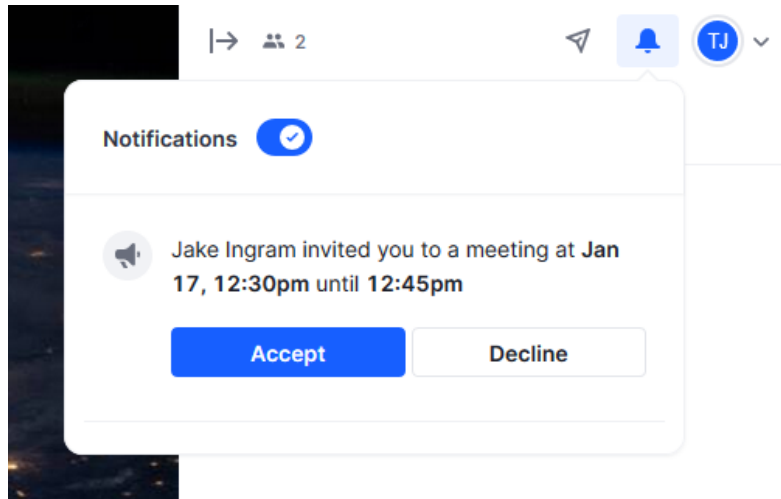 2
TJ
Notifications
Jake Ingram invited you to a meeting at Jan
17, 12:30pm until 12:45pm
Accept
Decline